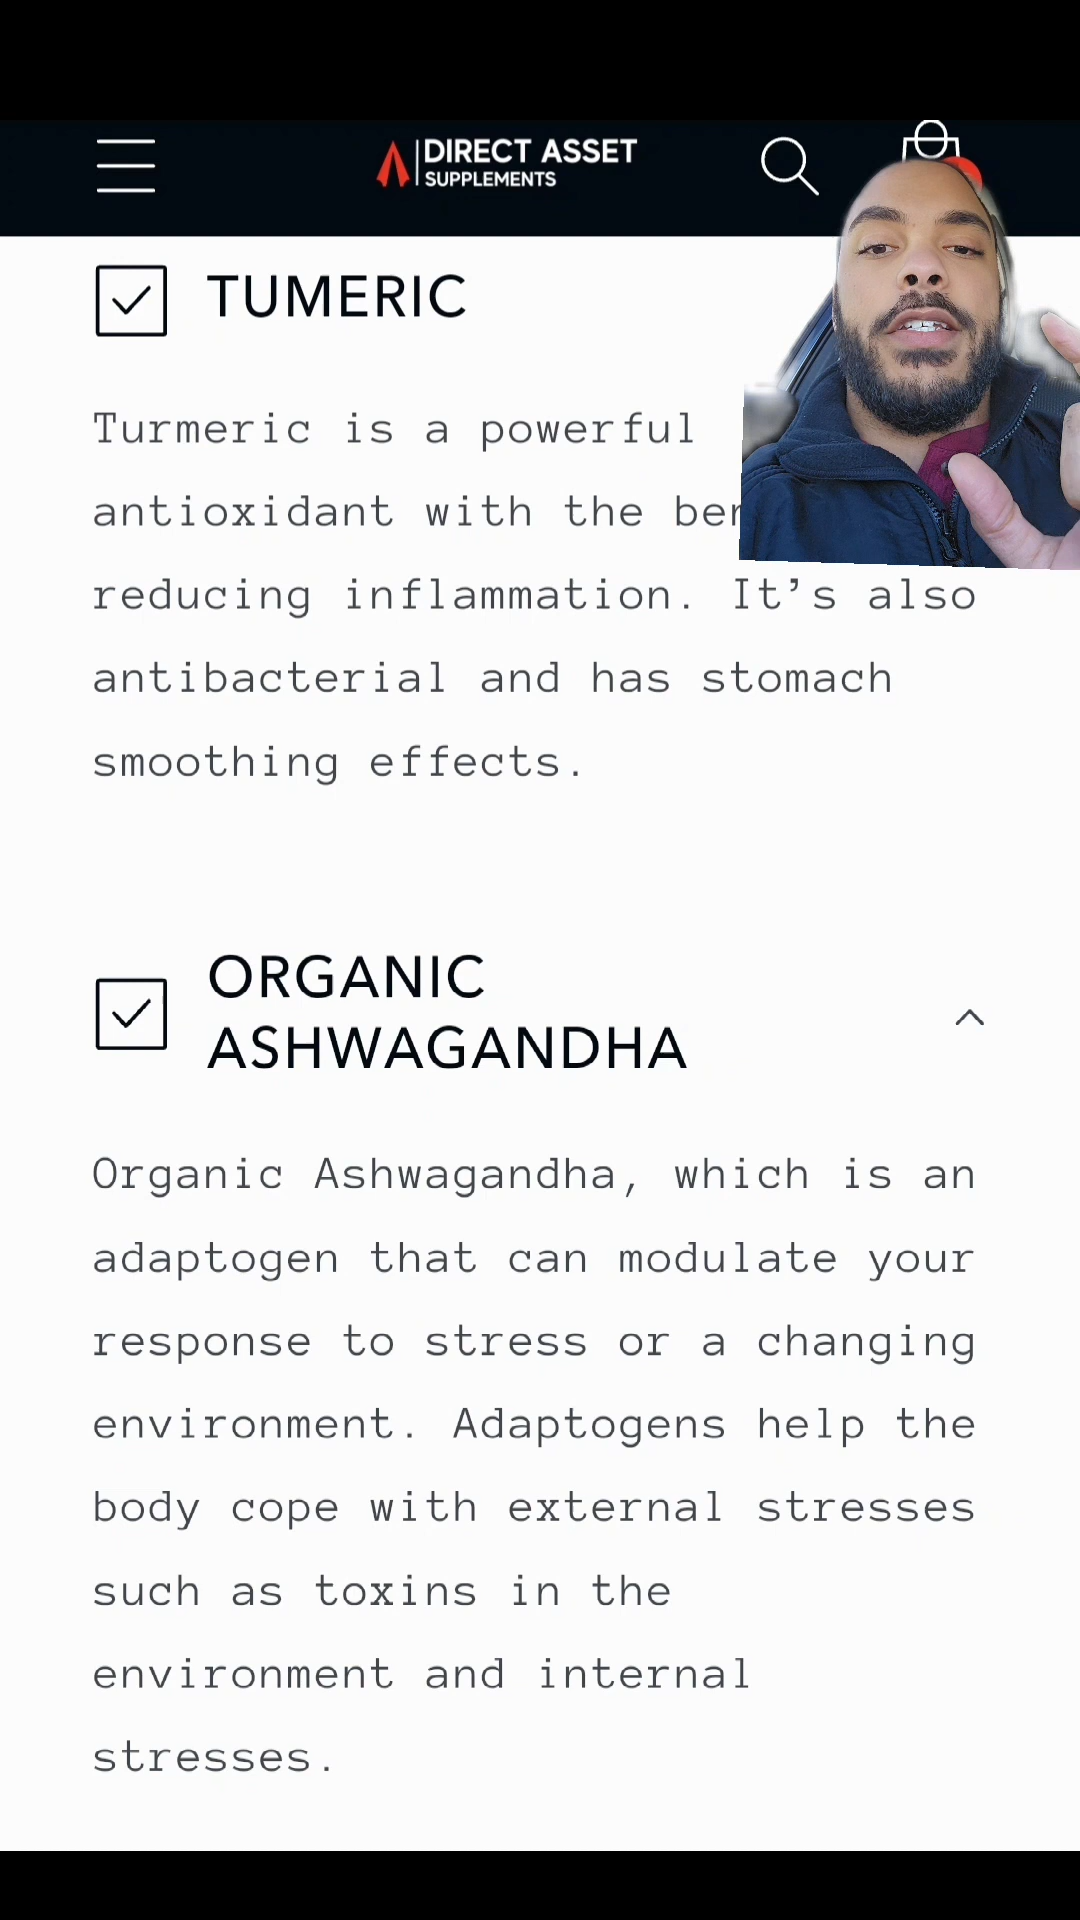 DIRECT ASSET
SUPPLEMENTS
TUMERIC
Turmeric is a powerful
antioxidant with the
reducing inflammation. It’s also
antibacterial and has stomach
smoothing effects.
ORGANIC
ASHWAGANDHA
Organic Ashwagandha, which is an
adaptogen that can modulate your
response to stress or a changing
environment. Adaptogens help the
body cope with external stresses
such as toxins in the
environment and internal
stresses.